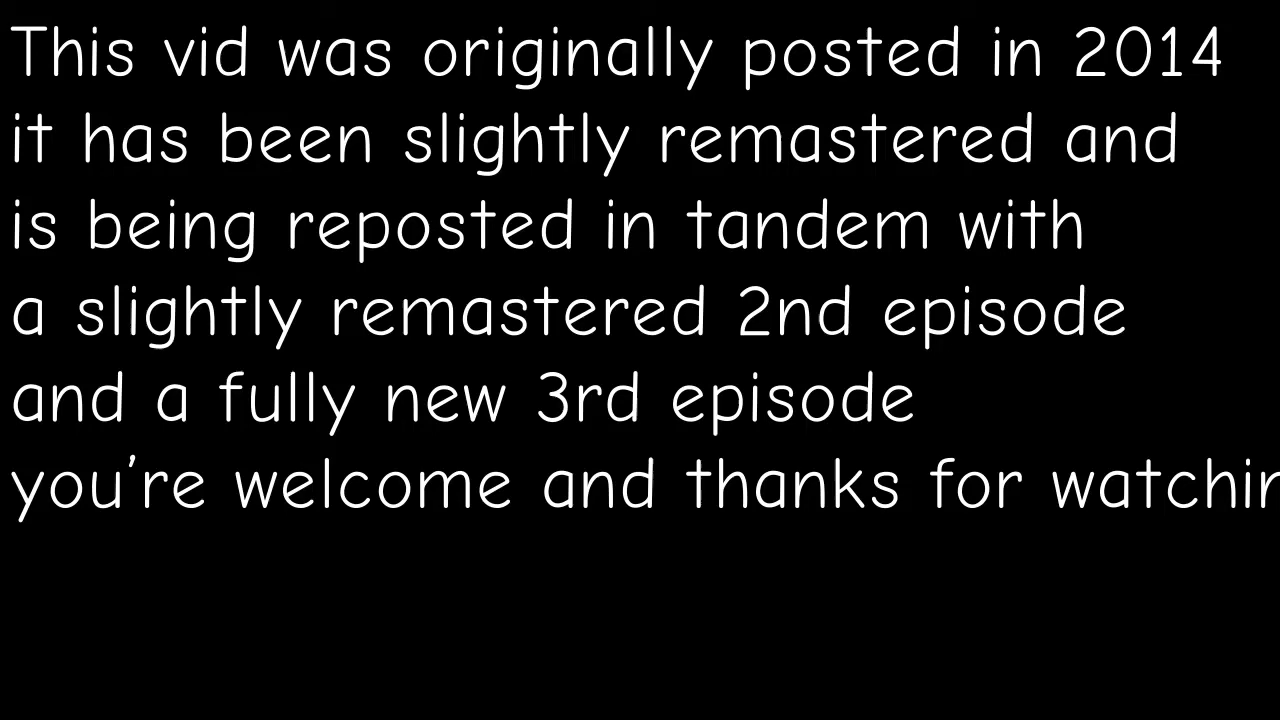 This vid was originally posted in 2014
it has been slightly remastered and
is being reposted in tandem with
a slightly remastered 2nd episode
and a fully new 3rd episode
you're welcome and thanks for watchin